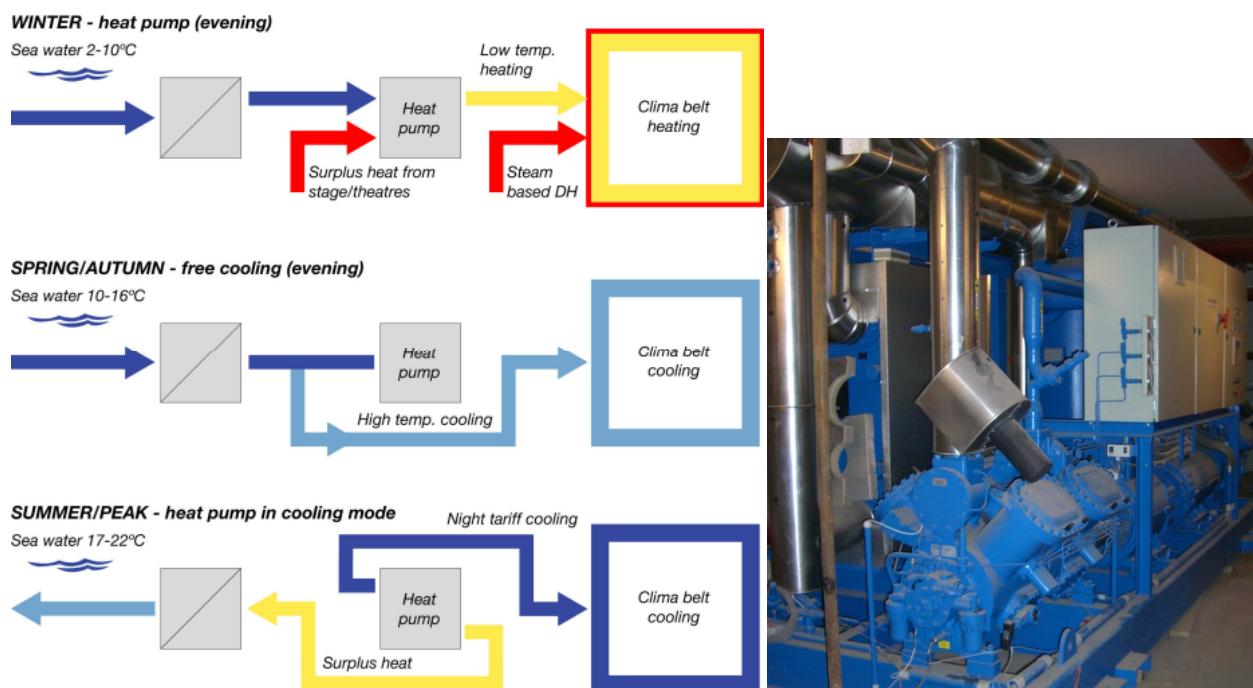 WINTER - heat pump (evening)
Sea water 2-10ºC
Low temp.
heating
Heat
pump
Clima belt
heating
Surplus heat from
stage/theatres
Steam
based DH
SPRING/AUTUMN - free cooling (evening)
Sea water 10-16ºC
Heat
pump
Clima belt
cooling
High temp. cooling
SUMMER/PEAK - heat pump in cooling mode
Sea water 17-22ºC
Night tariff cooling
Heat
pump
Clima belt
cooling
Surplus heat